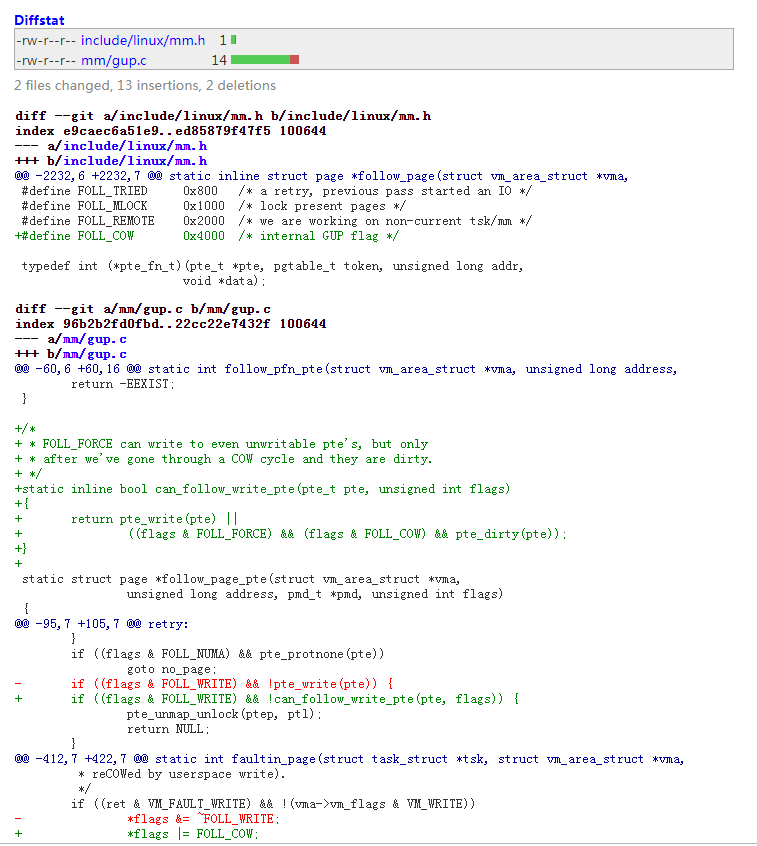 Diffstat
-rw-r--r-- include/linux/mm.h 1
-rw-r--r-- mm/gup.c 14
2 files changed, 13 insertions, 2 deletions
diff --git a/include/linux/mm.h b/include/linux/mm.h
index e9caec6a51e9..ed85879f47f5 100644
--- a/include/linux/mm.h
+++ b/include/linux/mm.h
@@ -2232,6 +2232,7 @@ static inline struct page *follow_page(struct vm_area_struct *vma,
 #define FOLL_TRIED     0x800   /* a retry, previous pass started an IO */
 #define FOLL_MLOCK     0x1000  /* lock present pages */
 #define FOLL_REMOTE    0x2000  /* we are working on non-current tsk/mm */
+#define FOLL_COW       0x4000  /* internal GUP flag */
 typedef int (*pte_fn_t)(pte_t *pte, pgtable_t token, unsigned long addr,
                        void *data);
diff --git a/mm/gup.c b/mm/gup.c
index 96b2b2fd0fbd..22cc22e7432f 100644
--- a/mm/gup.c
+++ b/mm/gup.c
@@ -60,6 +60,16 @@ static int follow_pfn_pte(struct vm_area_struct *vma, unsigned long address,
        return -EEXIST;
 }
+/*
+ * FOLL_FORCE can write to even unwritable pte's, but only
+ * after we've gone through a COW cycle and they are dirty.
+ */
+static inline bool can_follow_write_pte(pte_t pte, unsigned int flags)
+{
+       return pte_write(pte) ||
+               ((flags & FOLL_FORCE) && (flags & FOLL_COW) && pte_dirty(pte));
+}
+
 static struct page *follow_page_pte(struct vm_area_struct *vma,
                unsigned long address, pmd_t *pmd, unsigned int flags)
 {
@@ -95,7 +105,7 @@ retry:
        }
        if ((flags & FOLL_NUMA) && pte_protnone(pte))
                goto no_page;
-       if ((flags & FOLL_WRITE) && !pte_write(pte)) {
+       if ((flags & FOLL_WRITE) && !can_follow_write_pte(pte, flags)) {
                pte_unmap_unlock(ptep, ptl);
                return NULL;
        }
@@ -412,7 +422,7 @@ static int faultin_page(struct task_struct *tsk, struct vm_area_struct *vma,
         * reCOWed by userspace write).
         */
        if ((ret & VM_FAULT_WRITE) && !(vma->vm_flags & VM_WRITE))
-               *flags &= ~FOLL_WRITE;
+               *flags |= FOLL_COW;